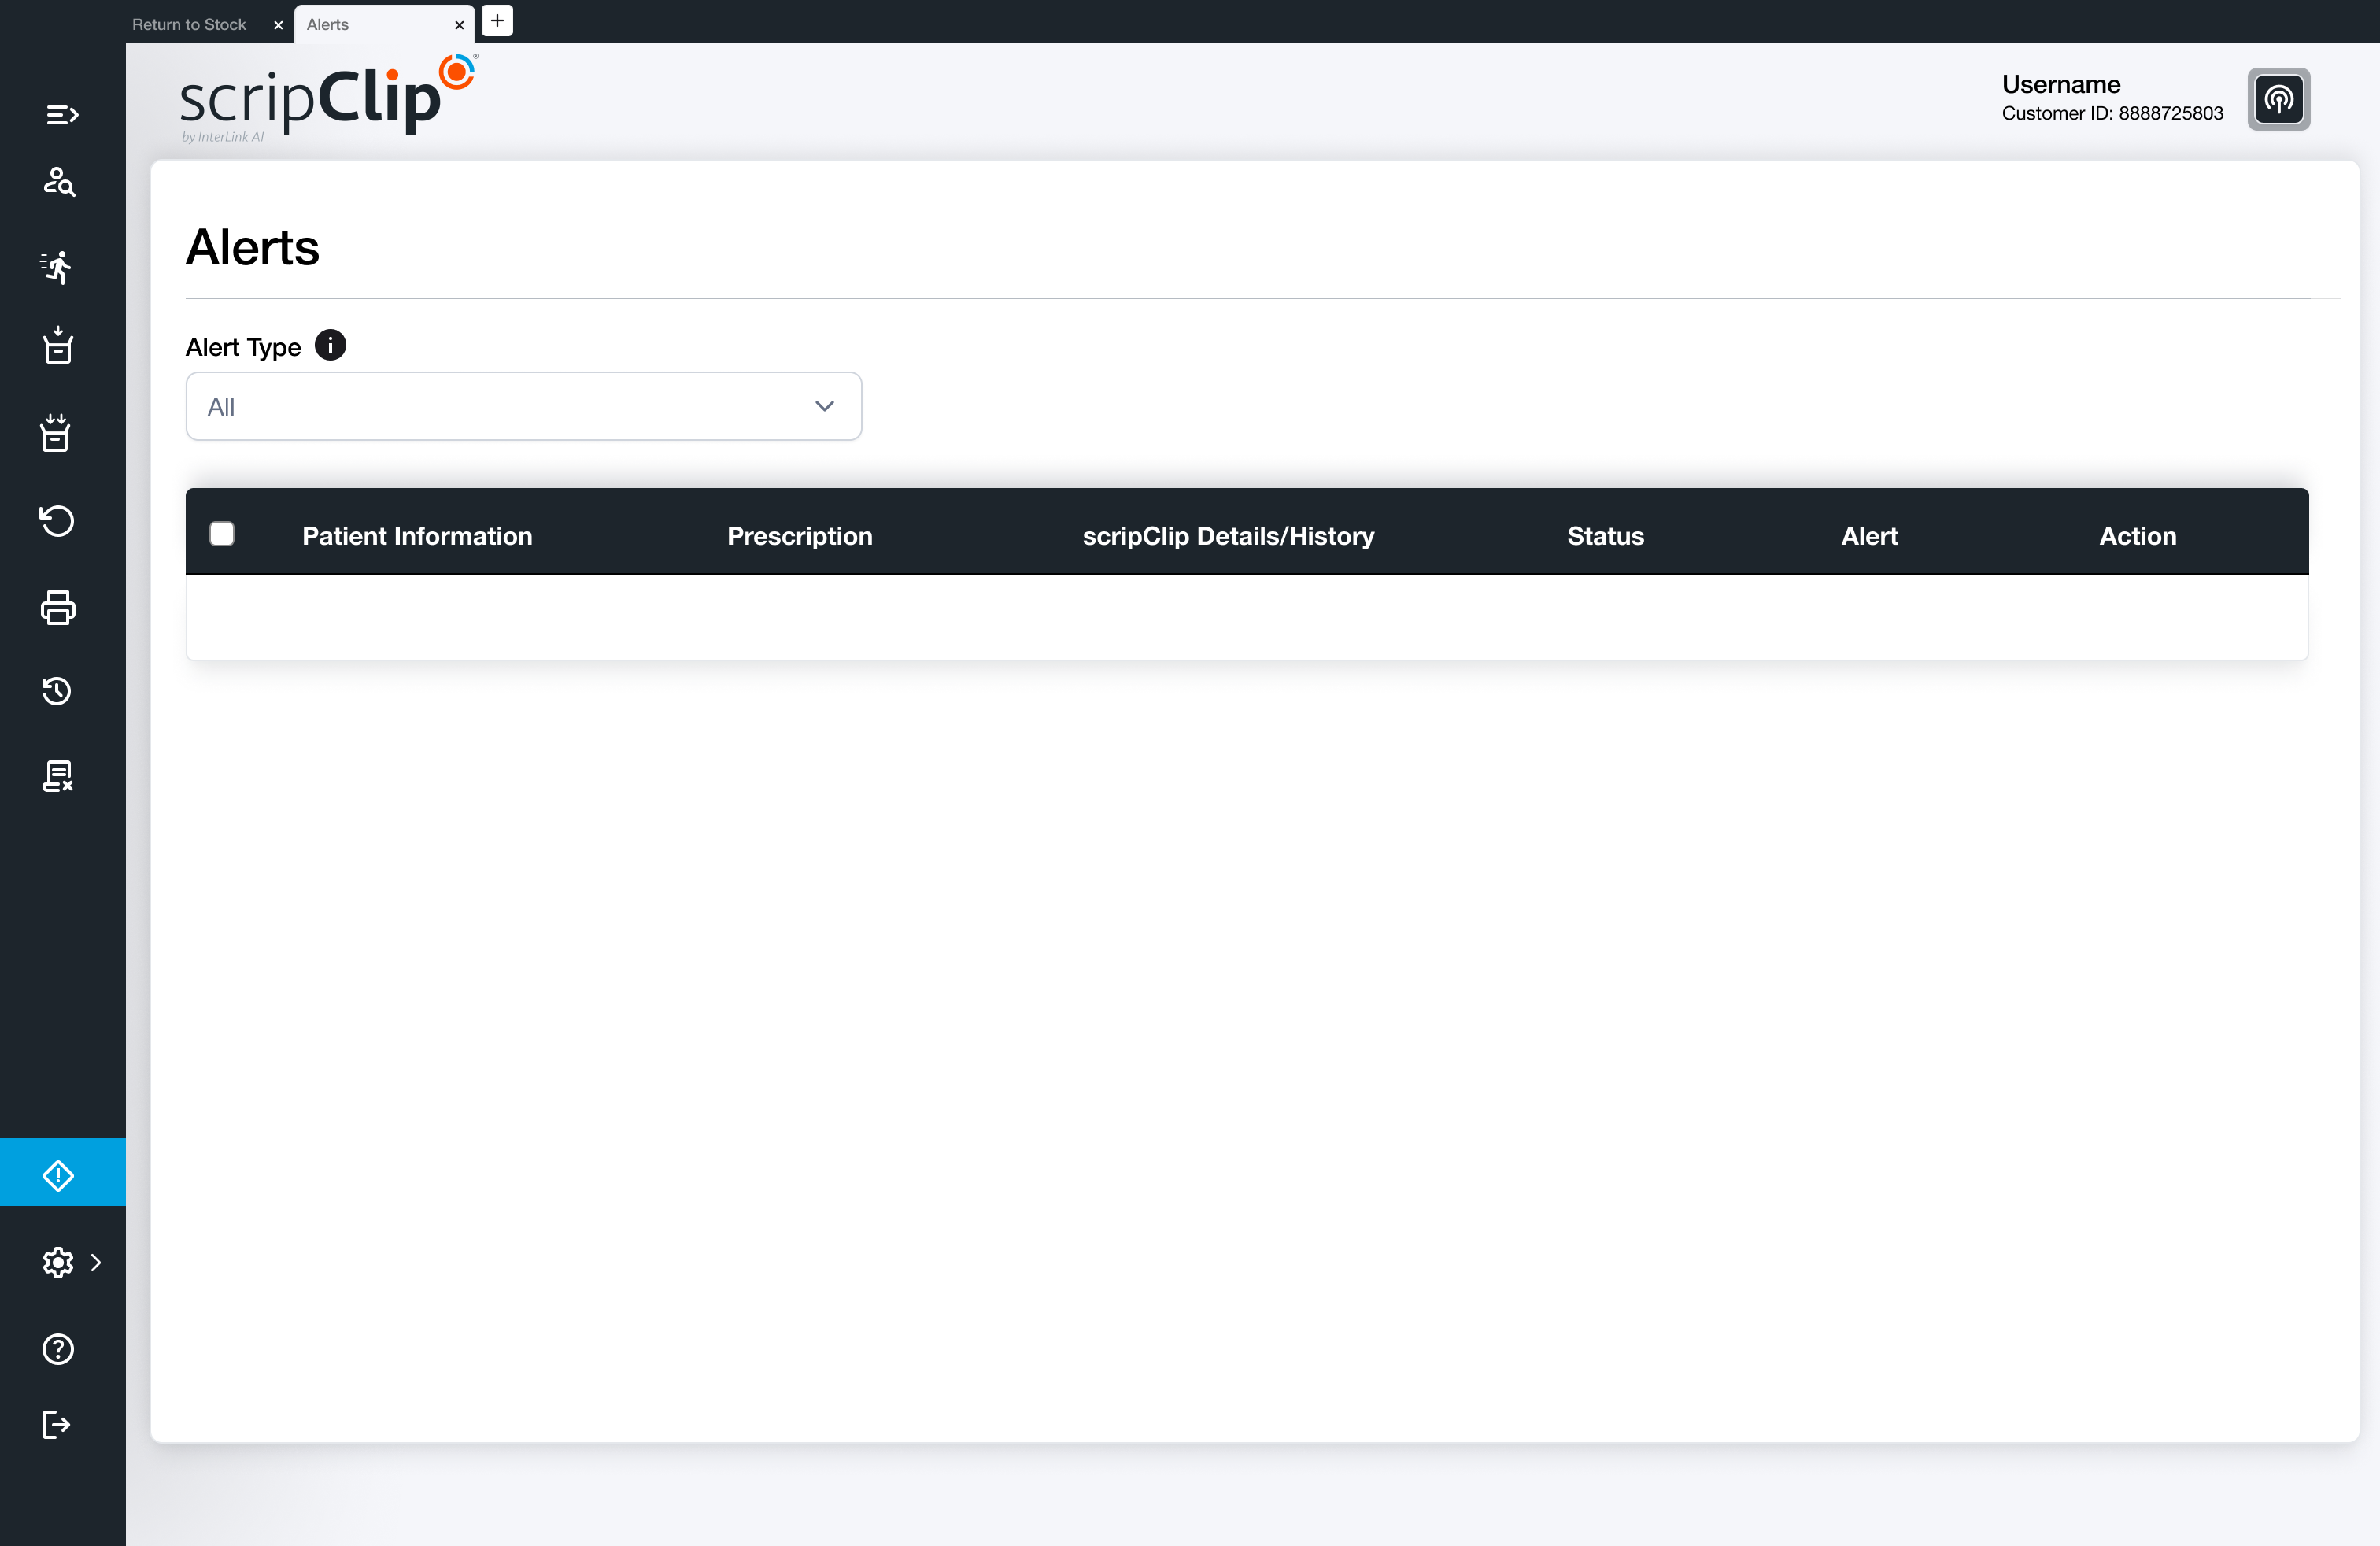 Return to Stock
Alerts
scripClip
®
by InterLink AI
Username
Customer ID: 8888725803
Alerts
Alert Type
All
Patient Information Prescription scripClip Details/History Status Alert Action